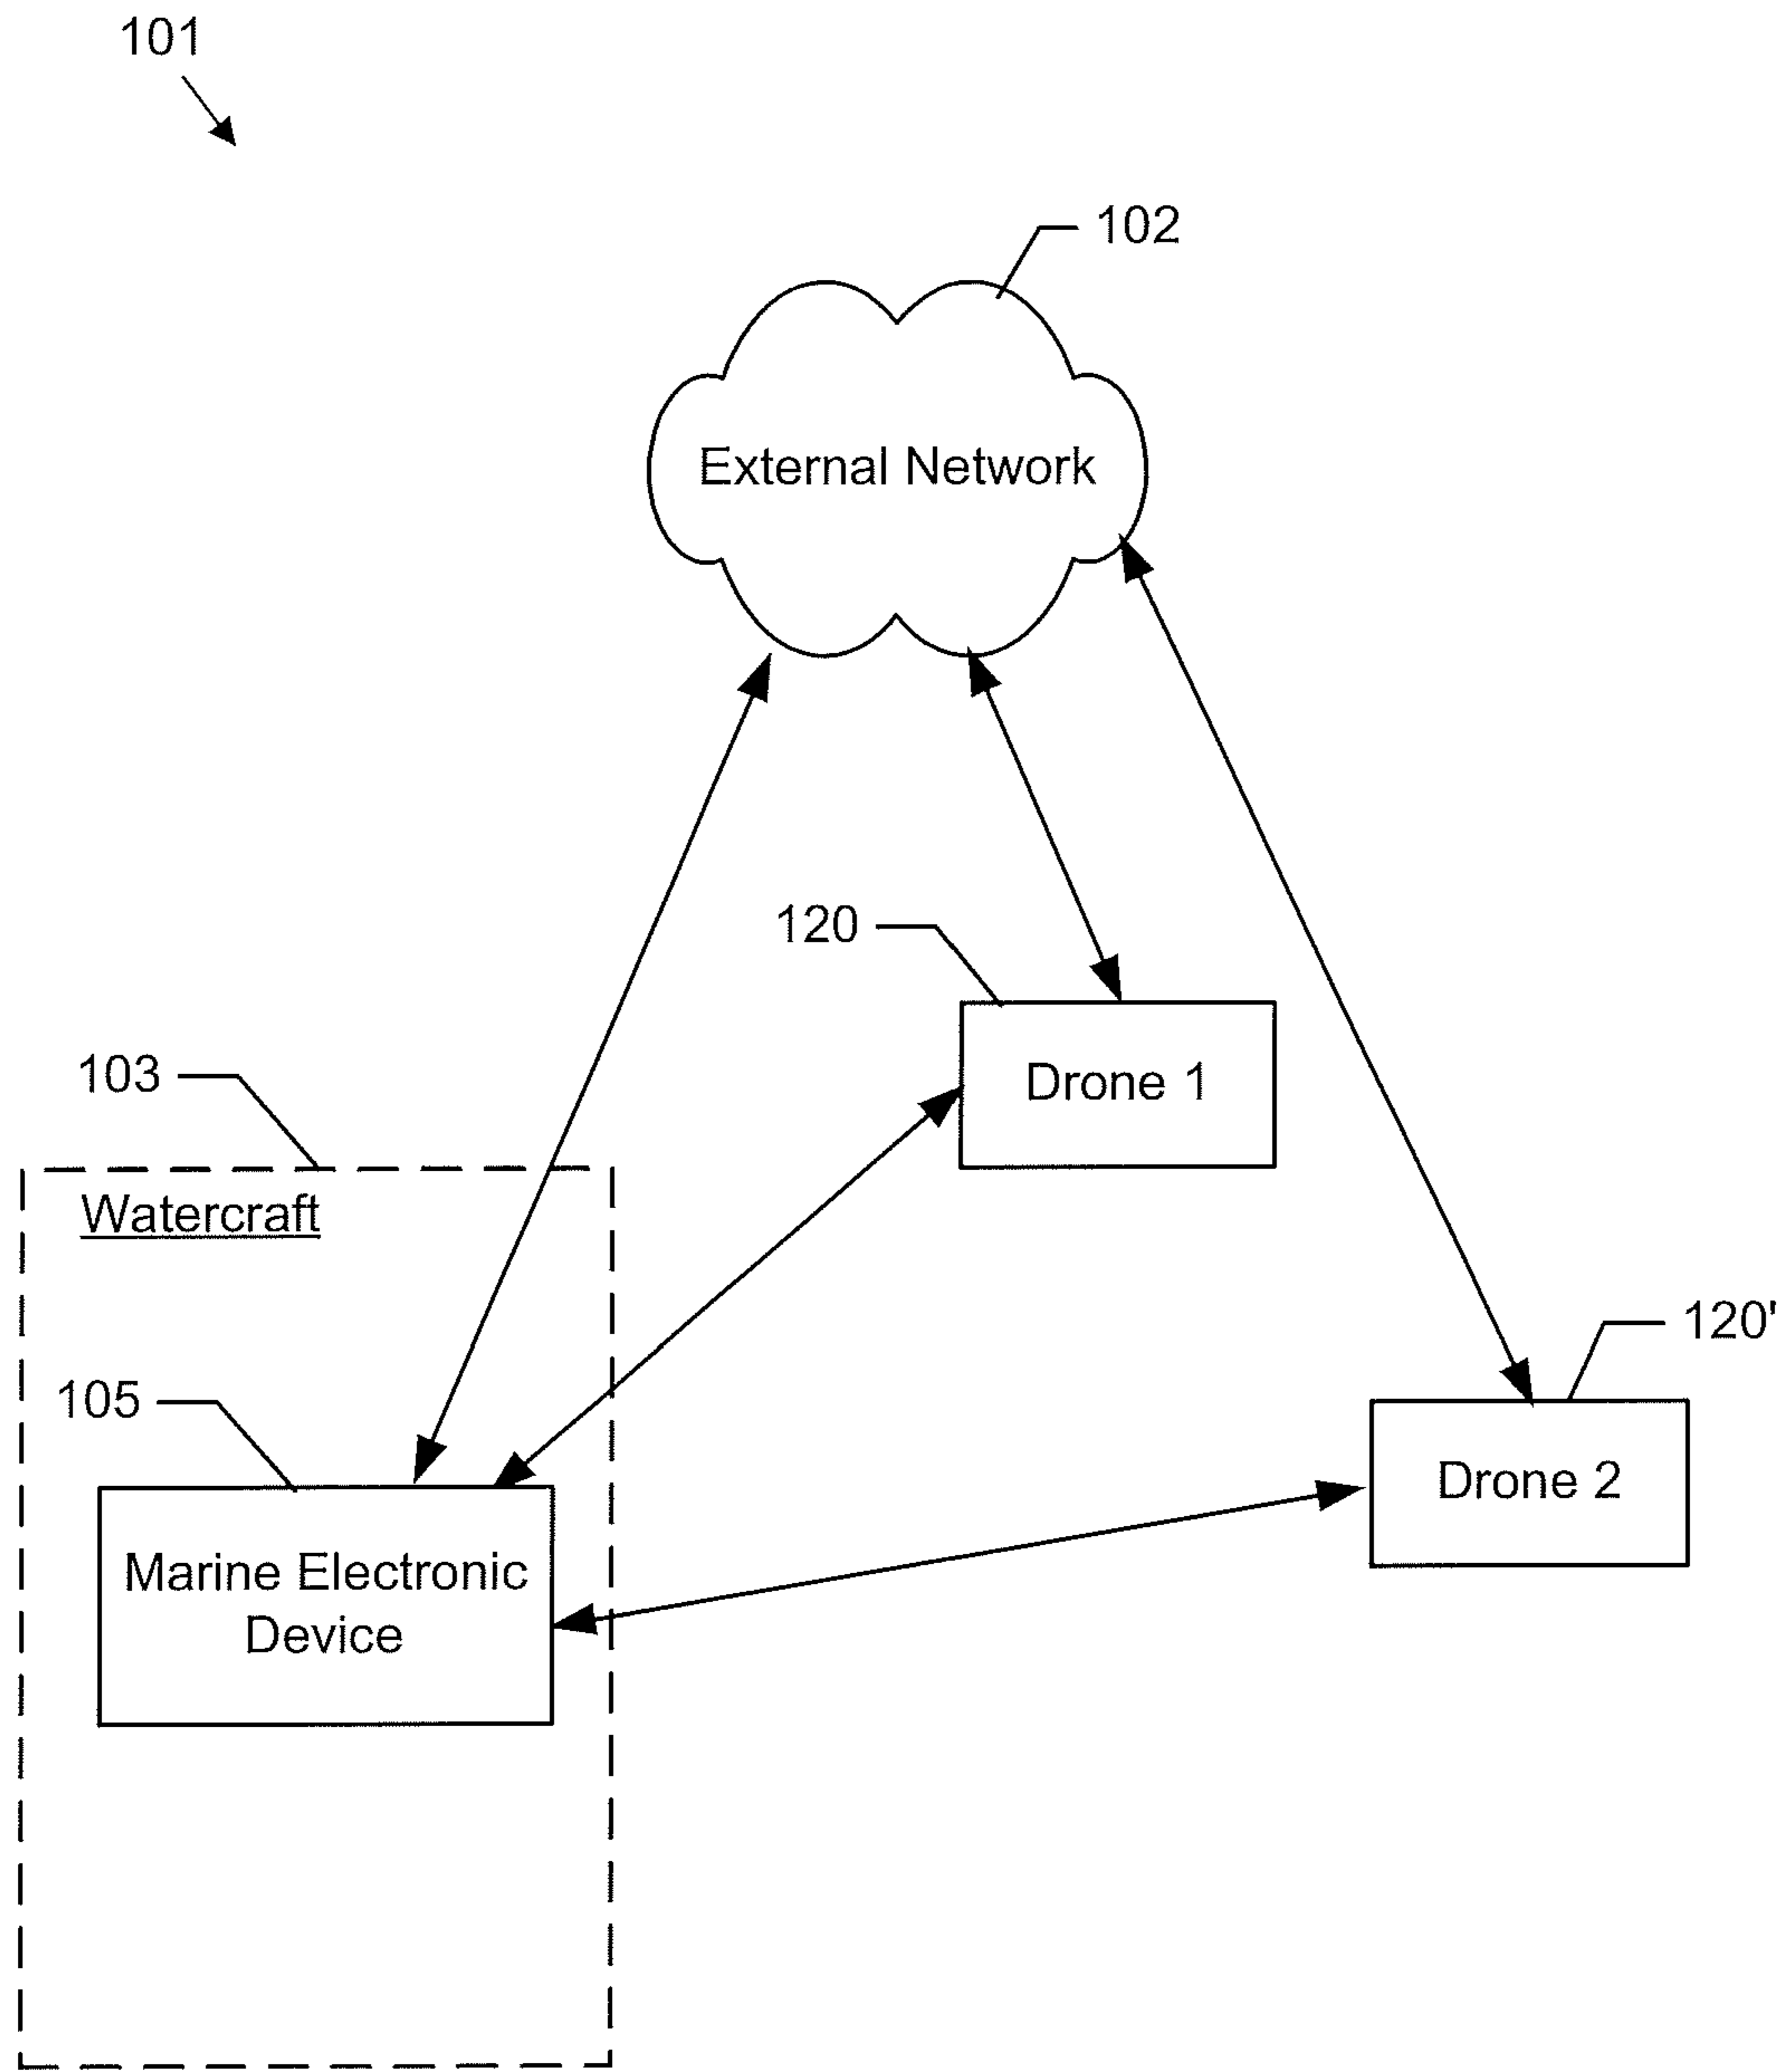 101
102
External Network
120
Drone 1
103
Watercraft
120'
105
Drone 2
Marine Electronic
Device